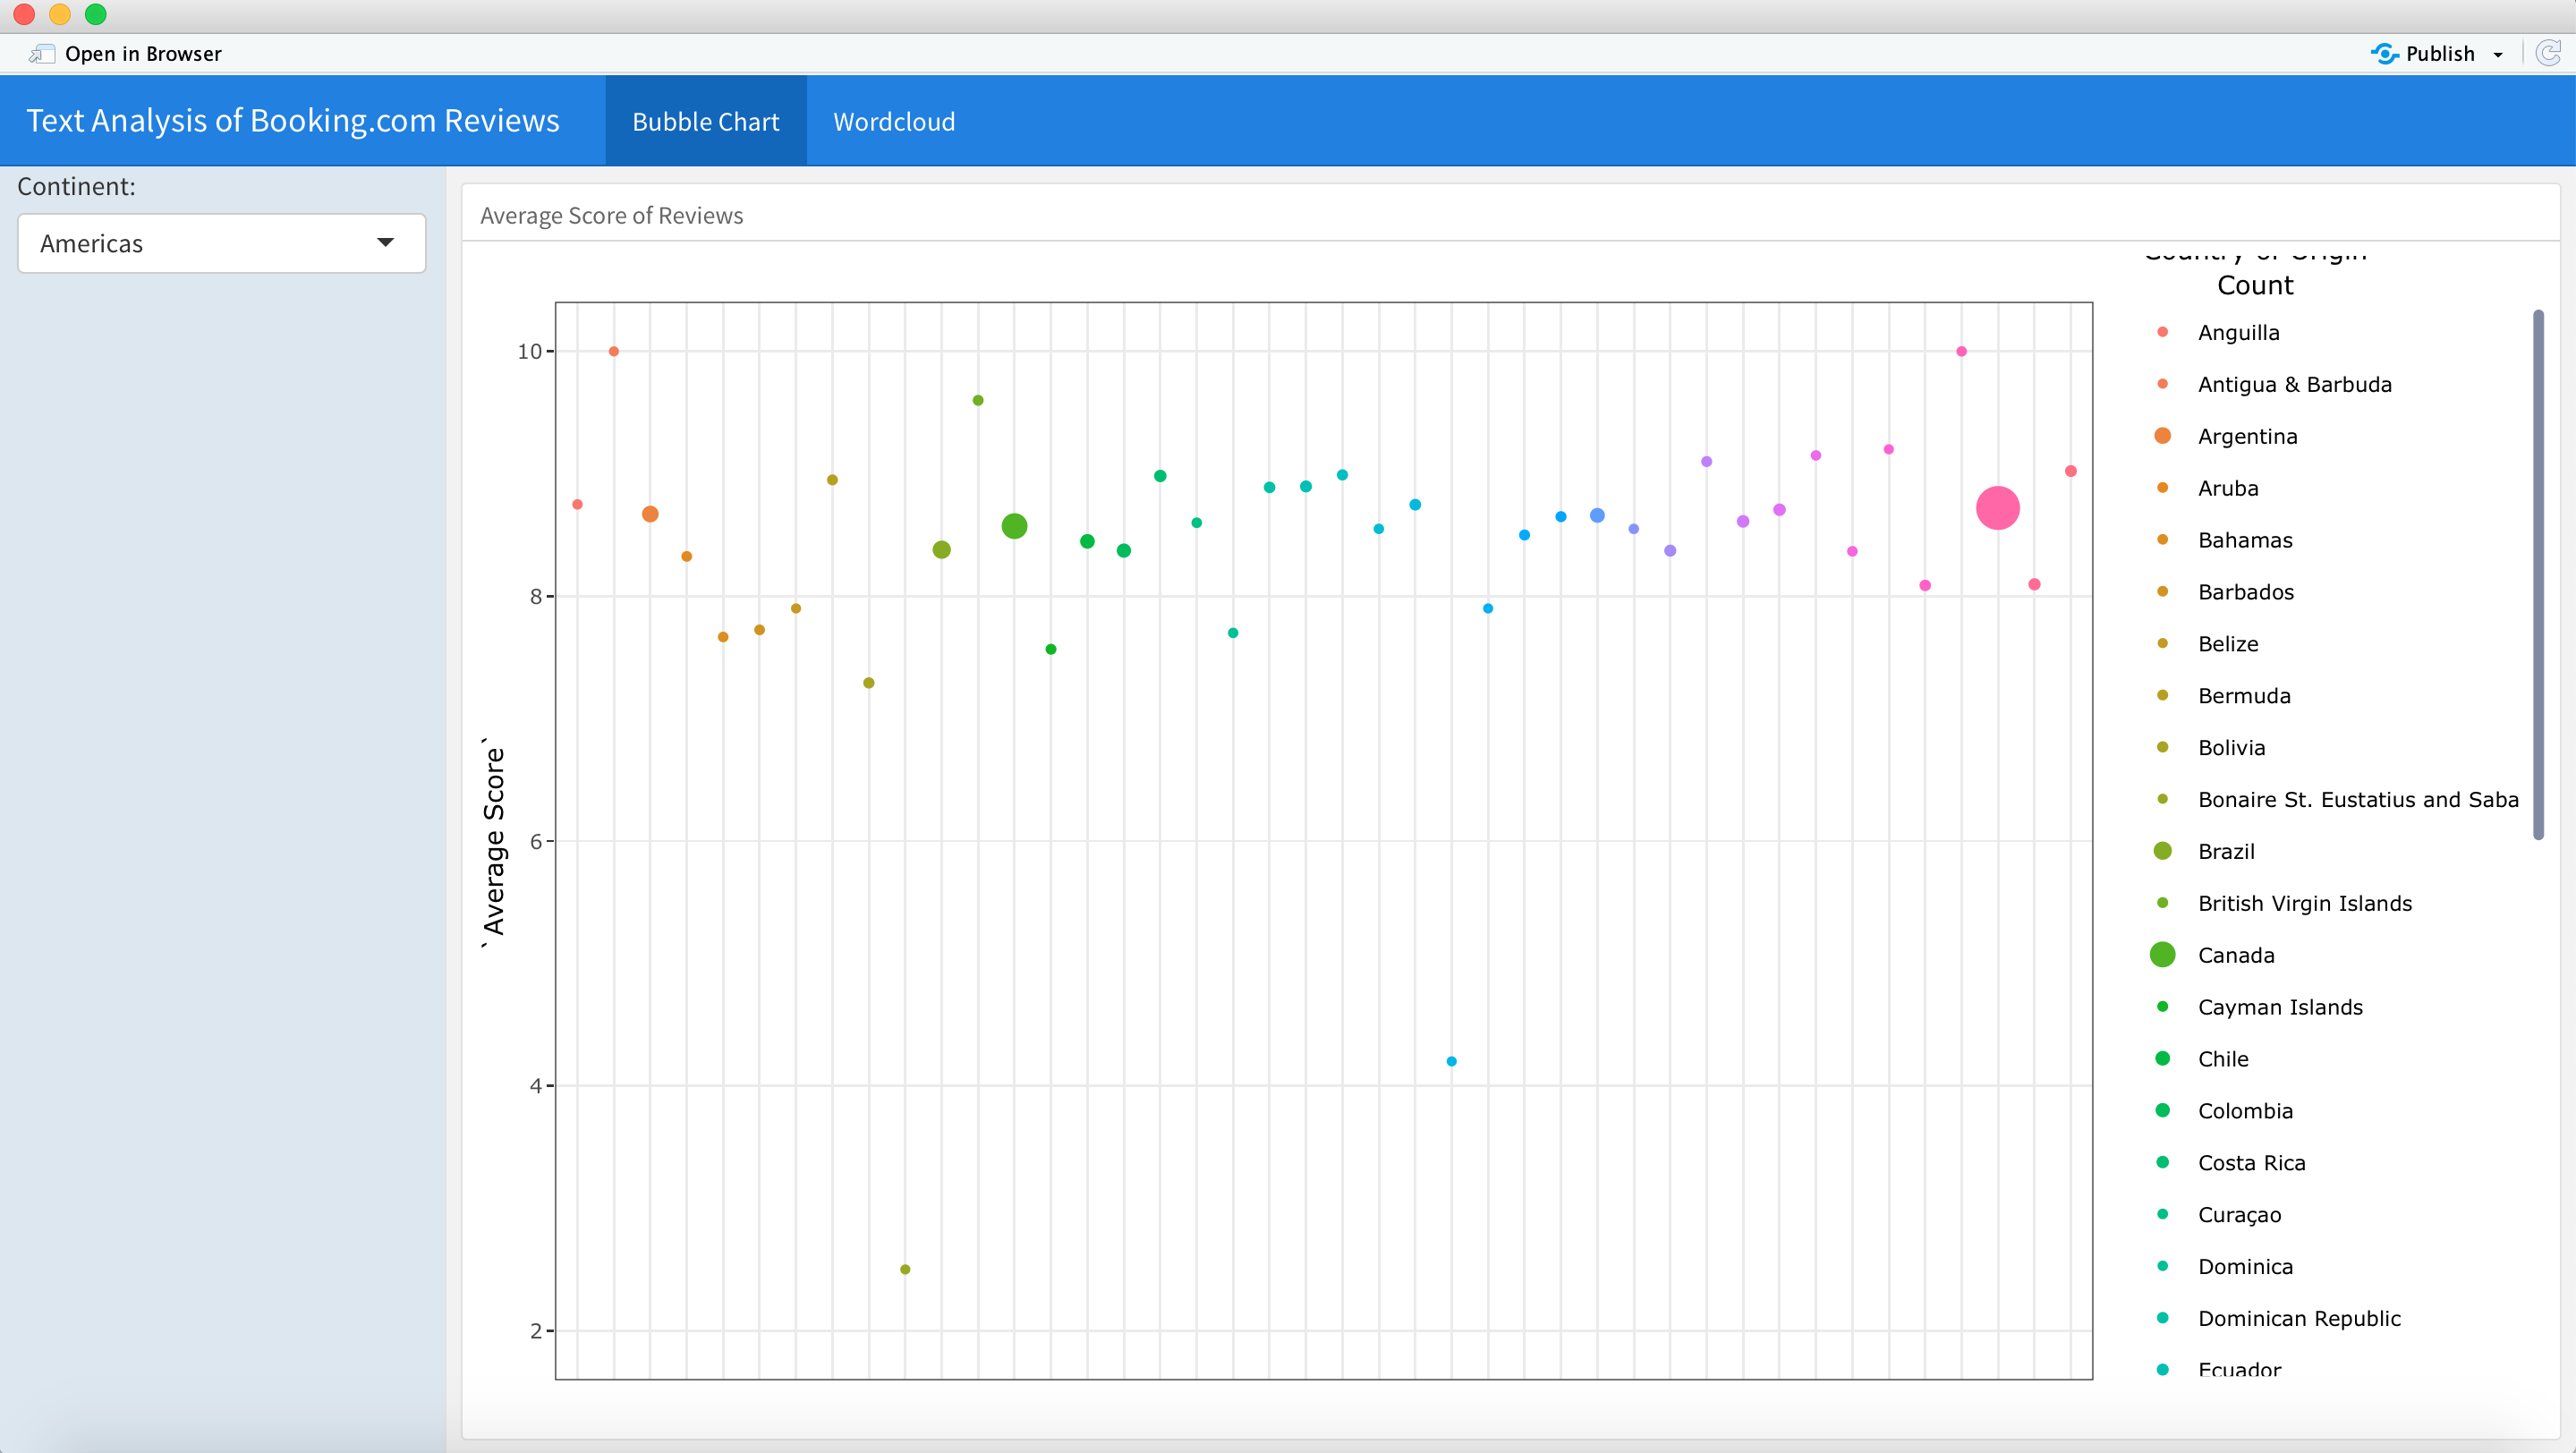 Open in Browser
Publish
Text Analysis of Booking.com Reviews
Bubble Chart
Wordcloud
Continent:
Americas
Average Score of Reviews
Country or Origin
Count
10
8
6
4
2
`Average Score`
Anguilla
Antigua & Barbuda
Argentina
Aruba
Bahamas
Barbados
Belize
Bermuda
Bolivia
Bonaire St. Eustatius and Saba
Brazil
British Virgin Islands
Canada
Cayman Islands
Chile
Colombia
Costa Rica
Curaçao
Dominica
Dominican Republic
Ecuador